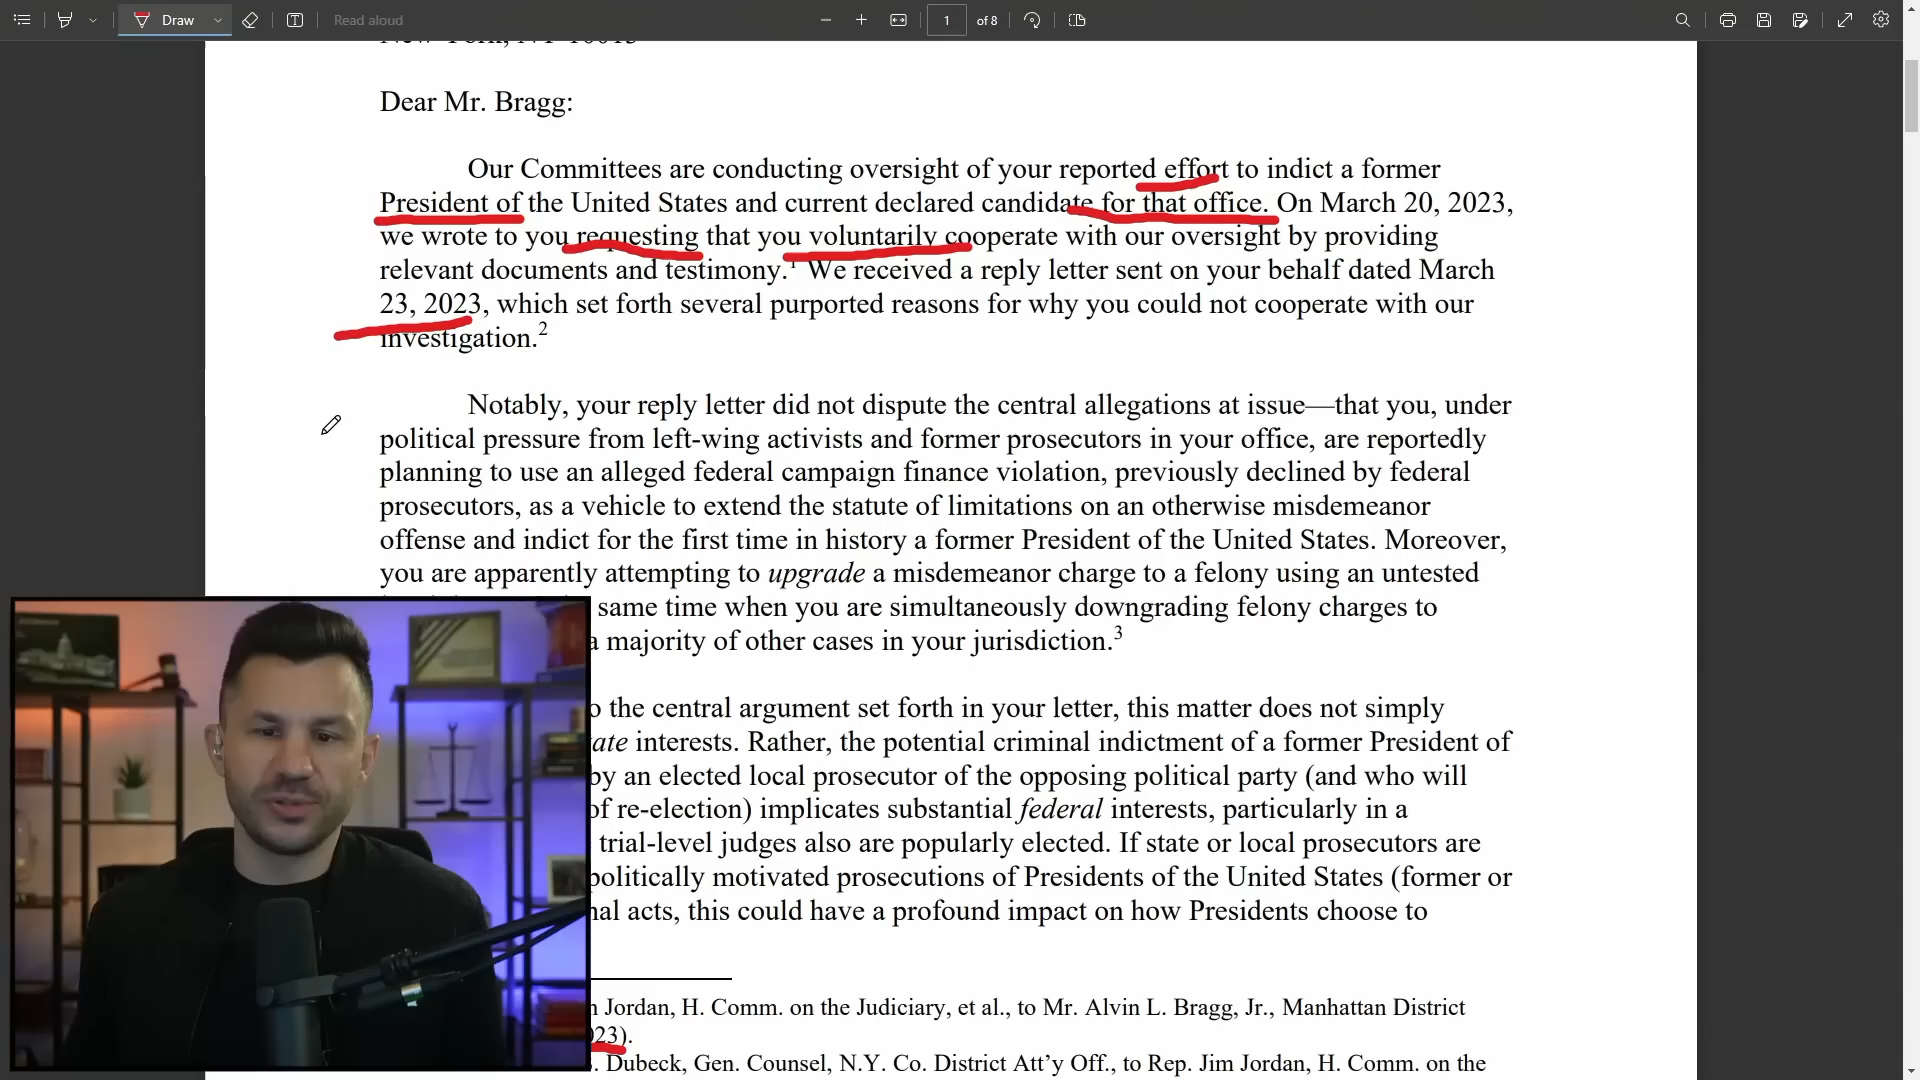 Draw
Read aloud
1
of 8
Dear Mr. Bragg:
Our Committees are conducting oversight of your reported effort to indict a former
President of the United States and current declared candidate for that office. On March 20, 2023,
we wrote to you requesting that you voluntarily cooperate with our oversight by providing
relevant documents and testimony.1 We received a reply letter sent on your behalf dated March
23, 2023, which set forth several purported reasons for why you could not cooperate with our
investigation.2
Notably, your reply letter did not dispute the central allegations at issue—that you, under
political pressure from left-wing activists and former prosecutors in your office, are reportedly
planning to use an alleged federal campaign finance violation, previously declined by federal
prosecutors, as a vehicle to extend the statute of limitations on an otherwise misdemeanor
offense and indict for the first time in history a former President of the United States. Moreover,
you are apparently attempting to upgrade a misdemeanor charge to a felony using an untested
same time when you are simultaneously downgrading felony charges to
a majority of other cases in your jurisdiction.3
o the central argument set forth in your letter, this matter does not simply
ate interests. Rather, the potential criminal indictment of a former President of
by an elected local prosecutor of the opposing political party (and who will
of re-election) implicates substantial federal interests, particularly in a
trial-level judges also are popularly elected. If state or local prosecutors are
politically motivated prosecutions of Presidents of the United States (former or
nal acts, this could have a profound impact on how Presidents choose to
n Jordan, H. Comm. on the Judiciary, et al., to Mr. Alvin L. Bragg, Jr., Manhattan District
023).
. Dubeck, Gen. Counsel, N.Y. Co. District Att'y Off., to Rep. Jim Jordan, H. Comm. on the